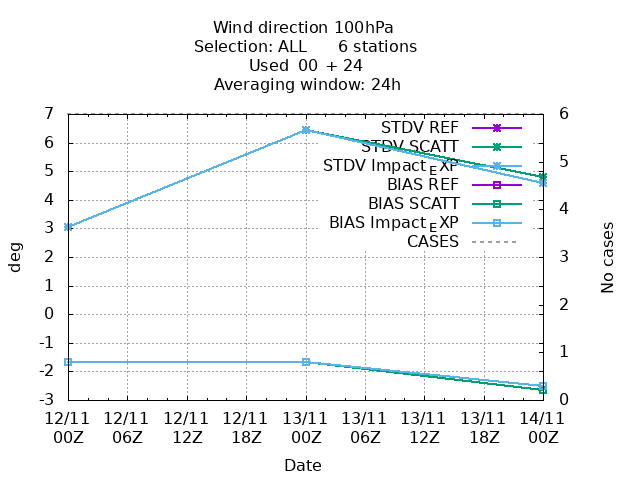 Wind direction 100hPa
Selection: ALL 6 stations
Used 00 + 24
Averaging window: 24h
7
6
5
4
3
2
1
0
-1
-2
-3
deg
6
5
4
3
2
1
0
No cases
STDV REF
STDV SCATT
STDV Impact_EXP
BIAS REF
BIAS SCATT
BIAS Impact_EXP
CASES
12/11 12/11 12/11 12/11 13/11 13/11 13/11 13/11 14/11
00Z 06Z 12Z 18Z 00Z 06Z 12Z 18Z 00Z
Date